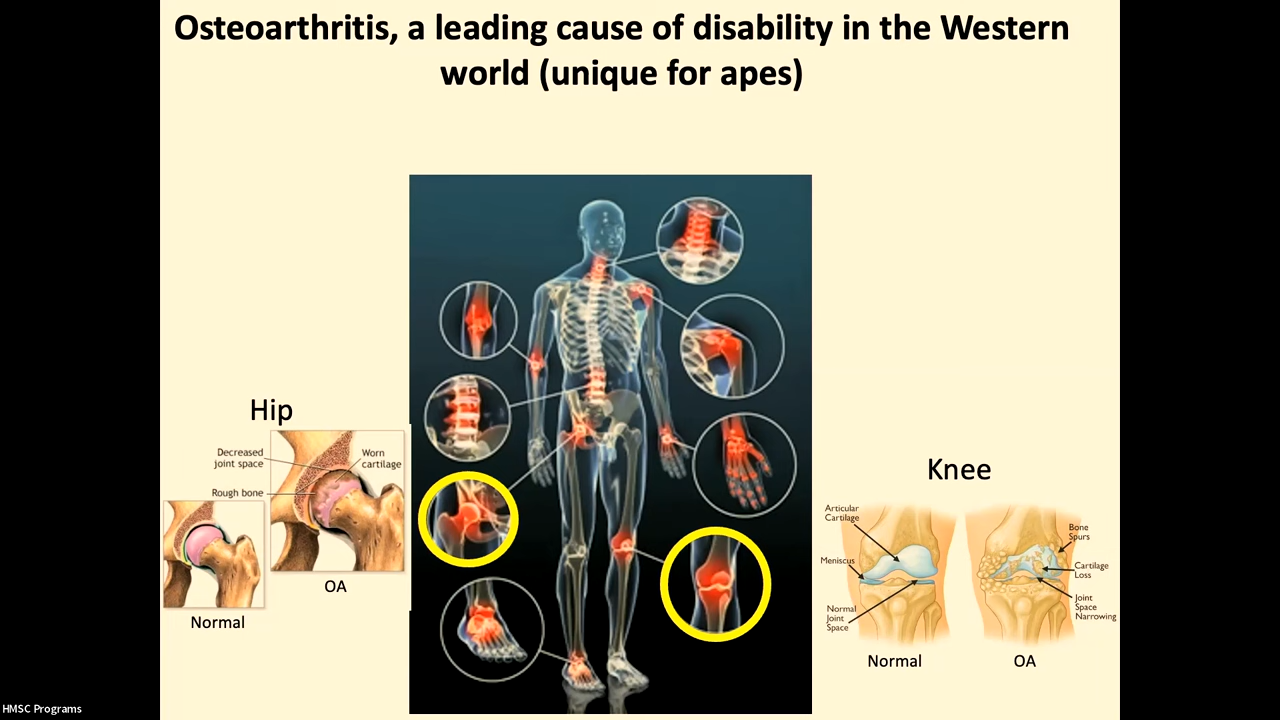 Osteoarthritis, a leading cause of disability in the Western
world (unique for apes)
Hip
Decreased
joint space
Worn
cartilage
Rough bone
OA
Normal
Knee
Articular
Cartilage
Bone
Spurs
Meniscus
Cartilage
Loss
Normal
Joint
Space
Joint
Space
Narrowing
Normal
OA
HMSC Programs